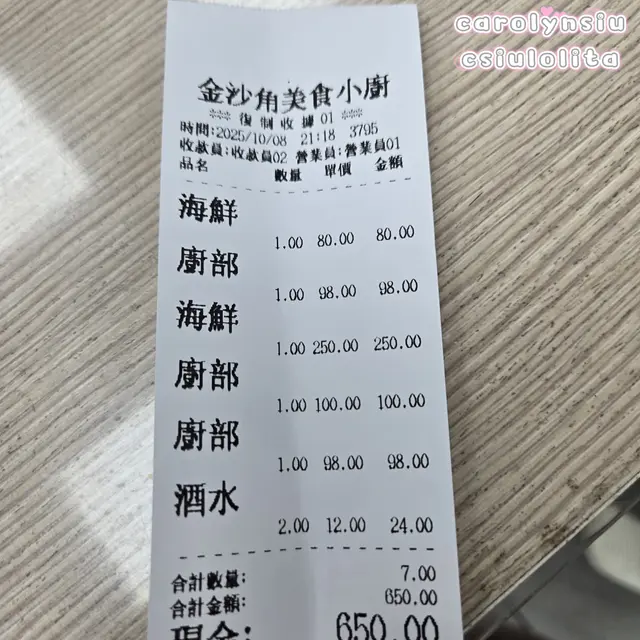 carolynsiu
csiulolita
金沙角美食小廚
*** 復制收據01 ***
時間:2025/10/08 21:18 3795
收款員:收款員02 營業員:營業員01
品名 數量 單價 金額
海鮮
1.00 80.00 80.00
廚部
1.00 98.00 98.00
海鮮
1.00 250.00 250.00
廚部
1.00 100.00 100.00
廚部
1.00 98.00 98.00
酒水
2.00 12.00 24.00
合計數量: 7.00
合計金額: 650.00
現金: 650.00